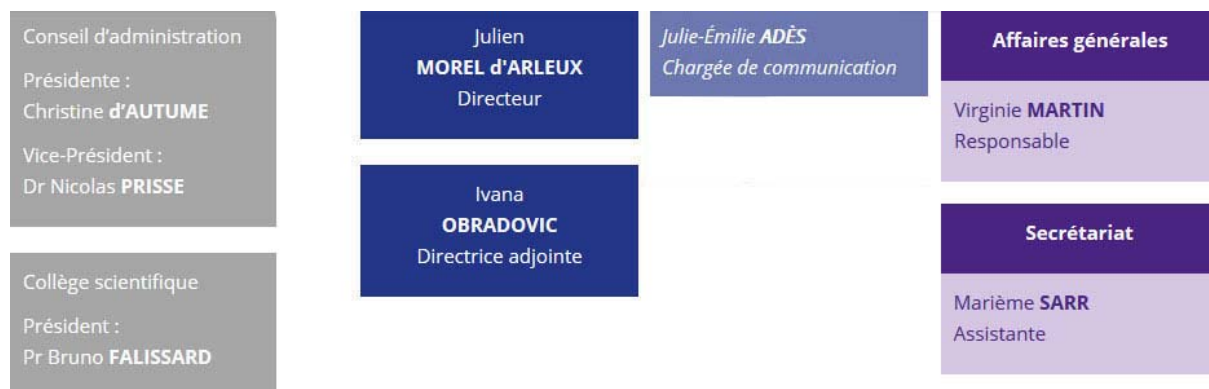 Conseil d'administration
Présidente :
Christine d'AUTUME
Vice-Président :
Dr Nicolas PRISSE
Collège scientifique
Président :
Pr Bruno FALISSARD
Julien
MOREL d'ARLEUX
Directeur
Ivana
OBRADOVIC
Directrice adjointe
Julie-Émilie ADÈS
Chargée de communication
Affaires générales
Virginie MARTIN
Responsable
Secrétariat
Marième SARR
Assistante